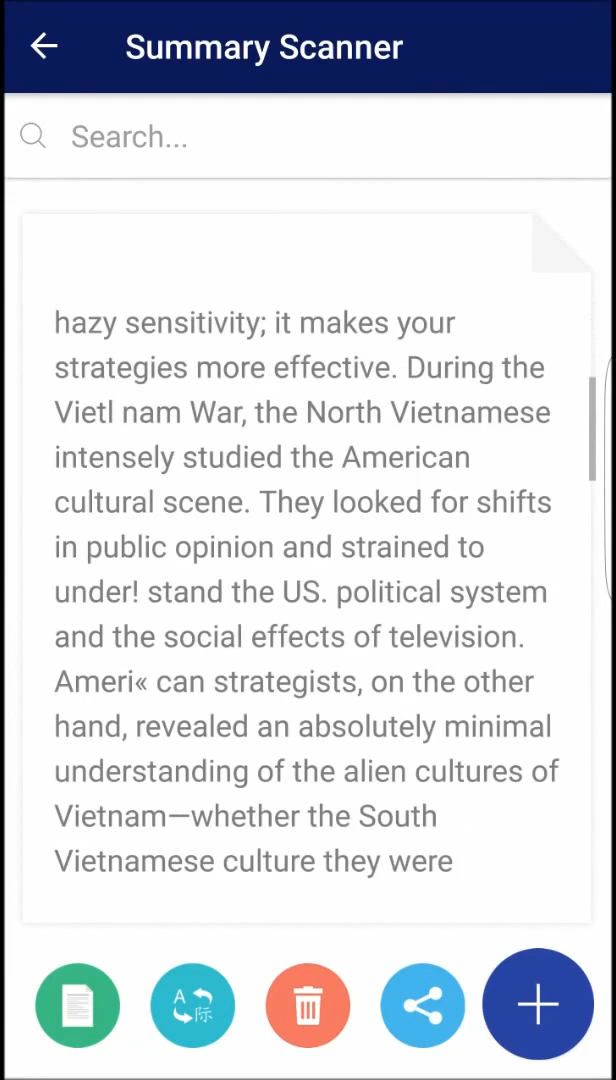 Summary Scanner
Search...
hazy sensitivity; it makes your
strategies more effective. During the
Vietl nam War, the North Vietnamese
intensely studied the American
cultural scene. They looked for shifts
in public opinion and strained to
under! stand the US. political system
and the social effects of television.
Ameri« can strategists, on the other
hand, revealed an absolutely minimal
understanding of the alien cultures of
Vietnam—whether the South
Vietnamese culture they were
A 际